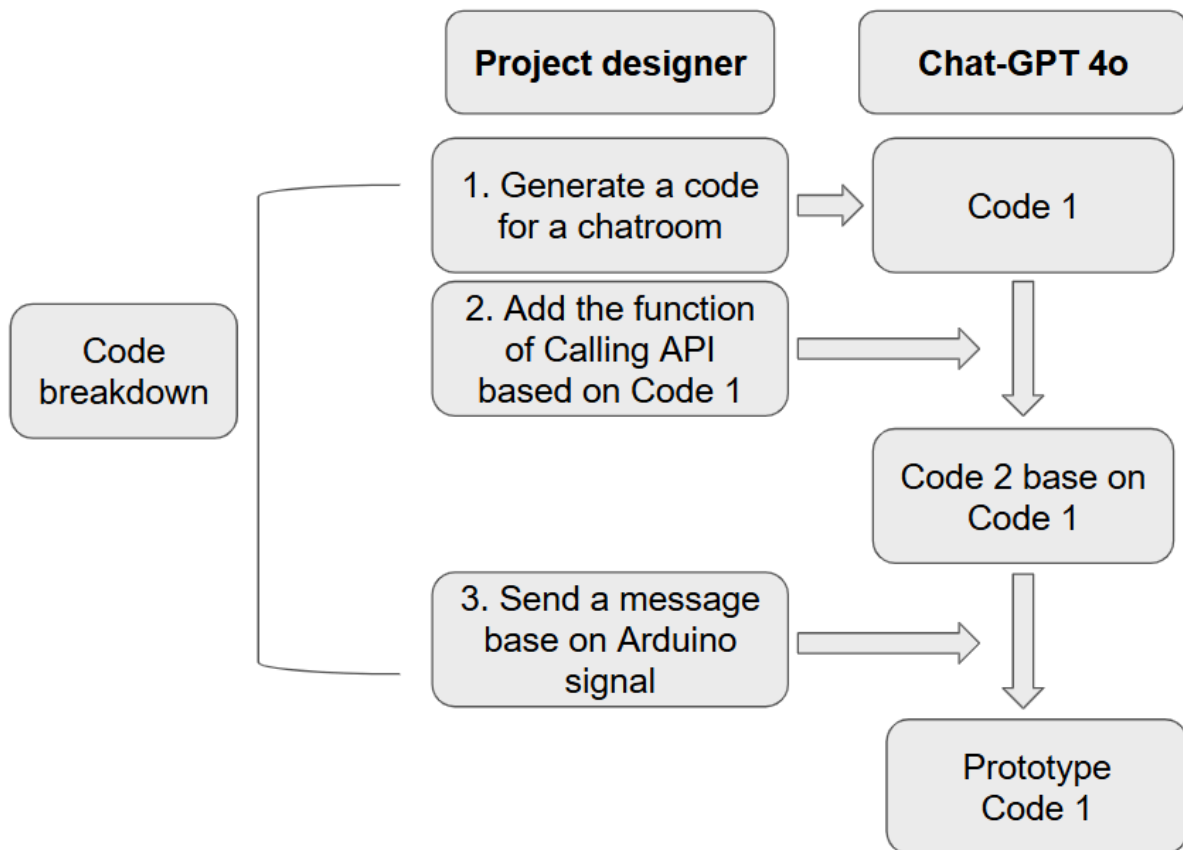 Project designer
Chat-GPT 4o
1. Generate a code
for a chatroom
Code 1
2. Add the function
of Calling API
based on Code 1
Code
breakdown
Code 2 base on
Code 1
3. Send a message
base on Arduino
signal
Prototype
Code 1